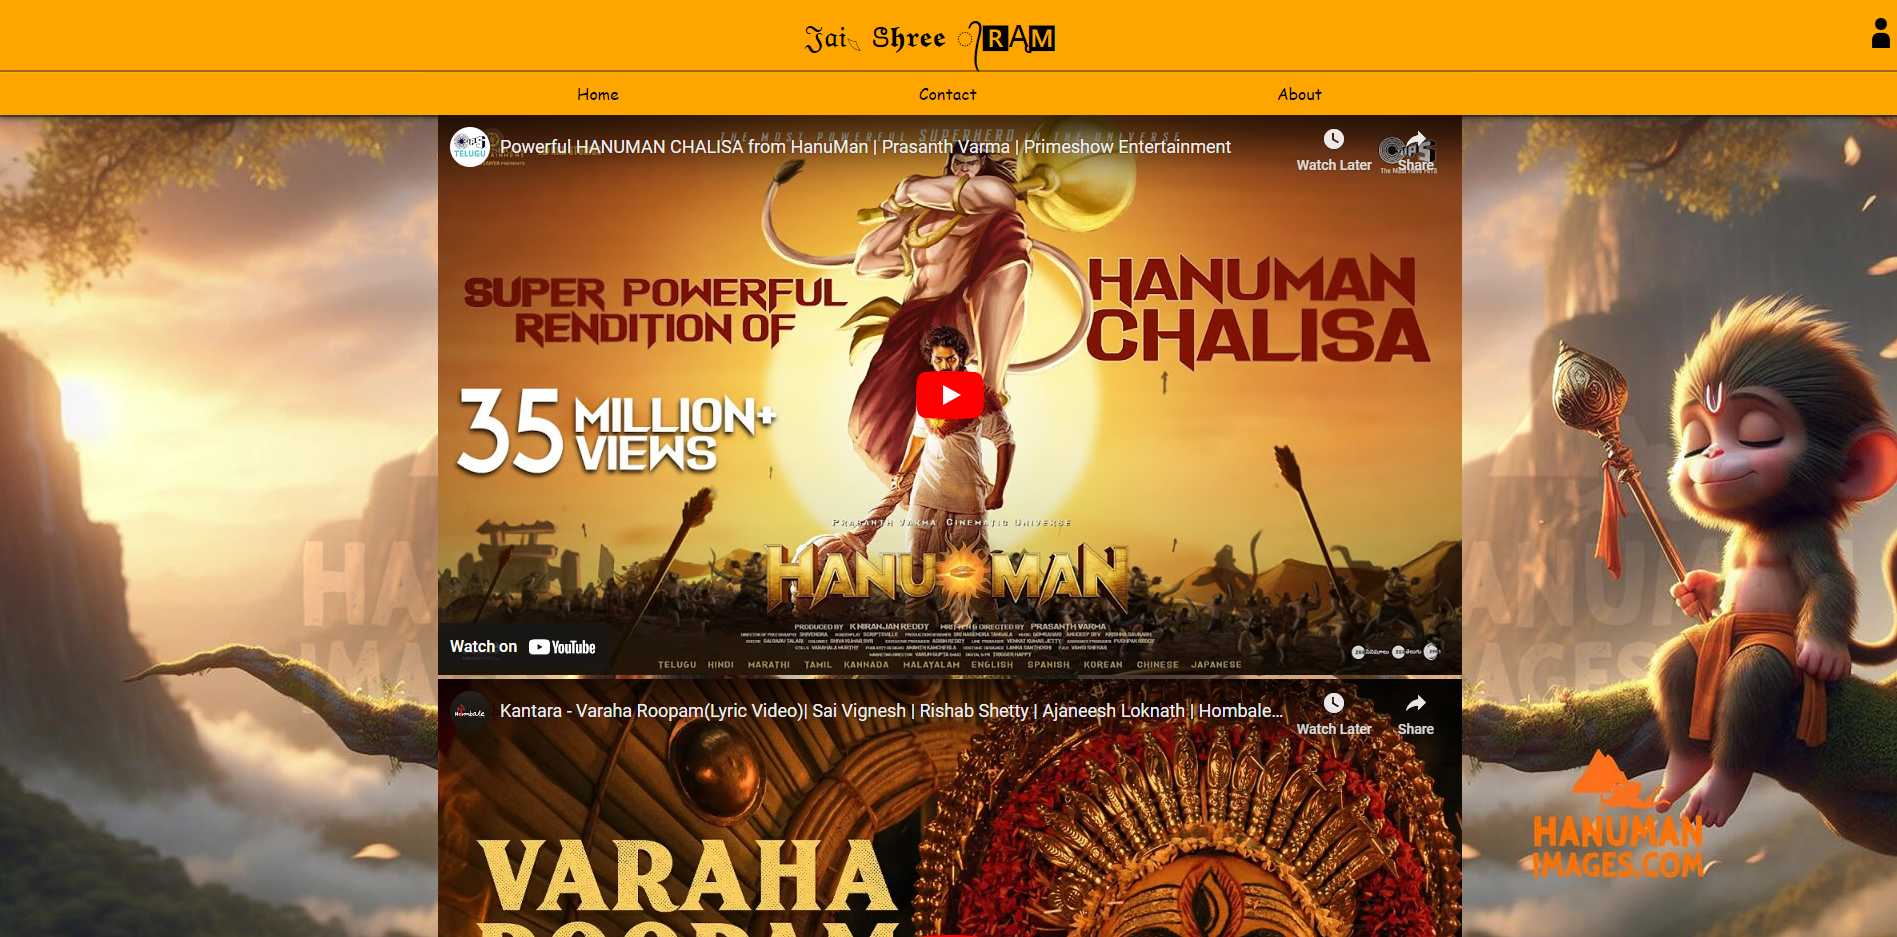 Jai Shree RAM
Home
Contact
About
THE MOST POWERFUL SUPERHERO IN THE UNIVERSE
TELUGU
Powerful HANUMAN CHALISA from HanuMan | Prasanth Varma | Primeshow Entertainment
Watch Later
Share
SUPER POWERFUL
RENDITION OF
HANUMAN
CHALISA
35 MILLION+
VIEWS
PRASANTH VARMA CINEMATIC UNIVERSE
HANUMAN
PRODUCED BY K NIRANJAN REDDY WRITTEN & DIRECTED BY PRASANTH VARMA
Watch on YouTube
TELUGU HINDI MARATHI TAMIL KANNADA MALAYALAM ENGLISH SPANISH KOREAN CHINESE JAPANESE
Hombale
Kantara - Varaha Roopam(Lyric Video)| Sai Vignesh | Rishab Shetty | Ajaneesh Loknath | Hombale...
Watch Later
Share
VARAHA
ROOPAM
HANUMAN
IMAGES.COM